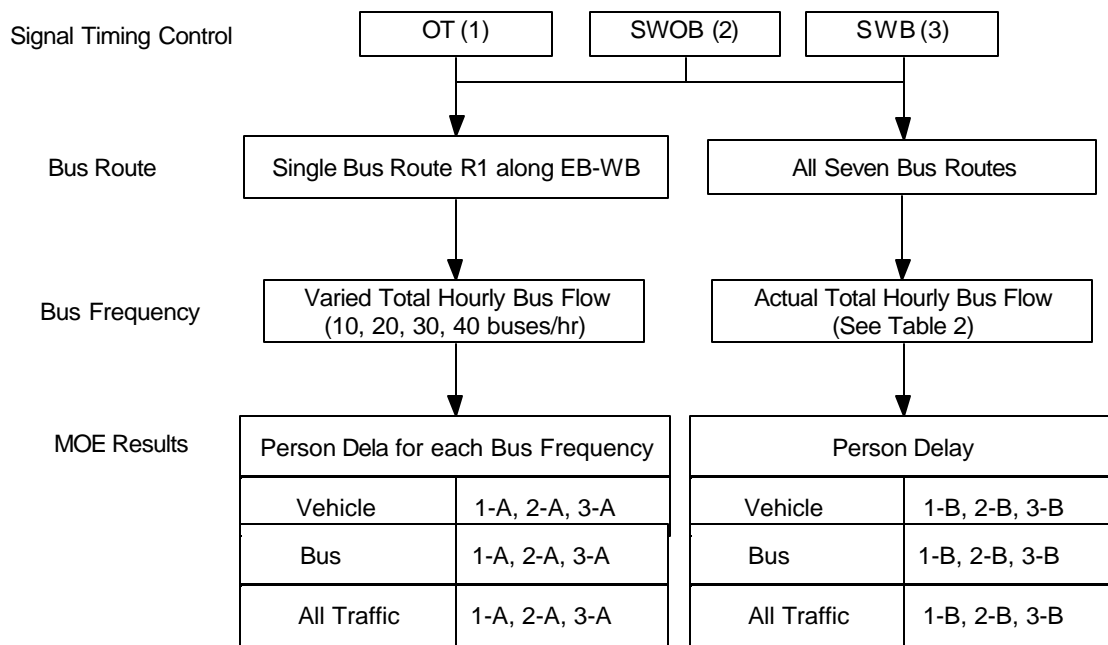 Signal Timing Control
OT (1)
SWOB (2)
SWB (3)
Bus Route
Single Bus Route R1 along EB-WB
All Seven Bus Routes
Bus Frequency
Varied Total Hourly Bus Flow
(10, 20, 30, 40 buses/hr)
Actual Total Hourly Bus Flow
(See Table 2)
MOE Results
Person Dela for each Bus Frequency
Vehicle
1-A, 2-A, 3-A
Bus
1-A, 2-A, 3-A
All Traffic
1-A, 2-A, 3-A
Person Delay
Vehicle
1-B, 2-B, 3-B
Bus
1-B, 2-B, 3-B
All Traffic
1-B, 2-B, 3-B